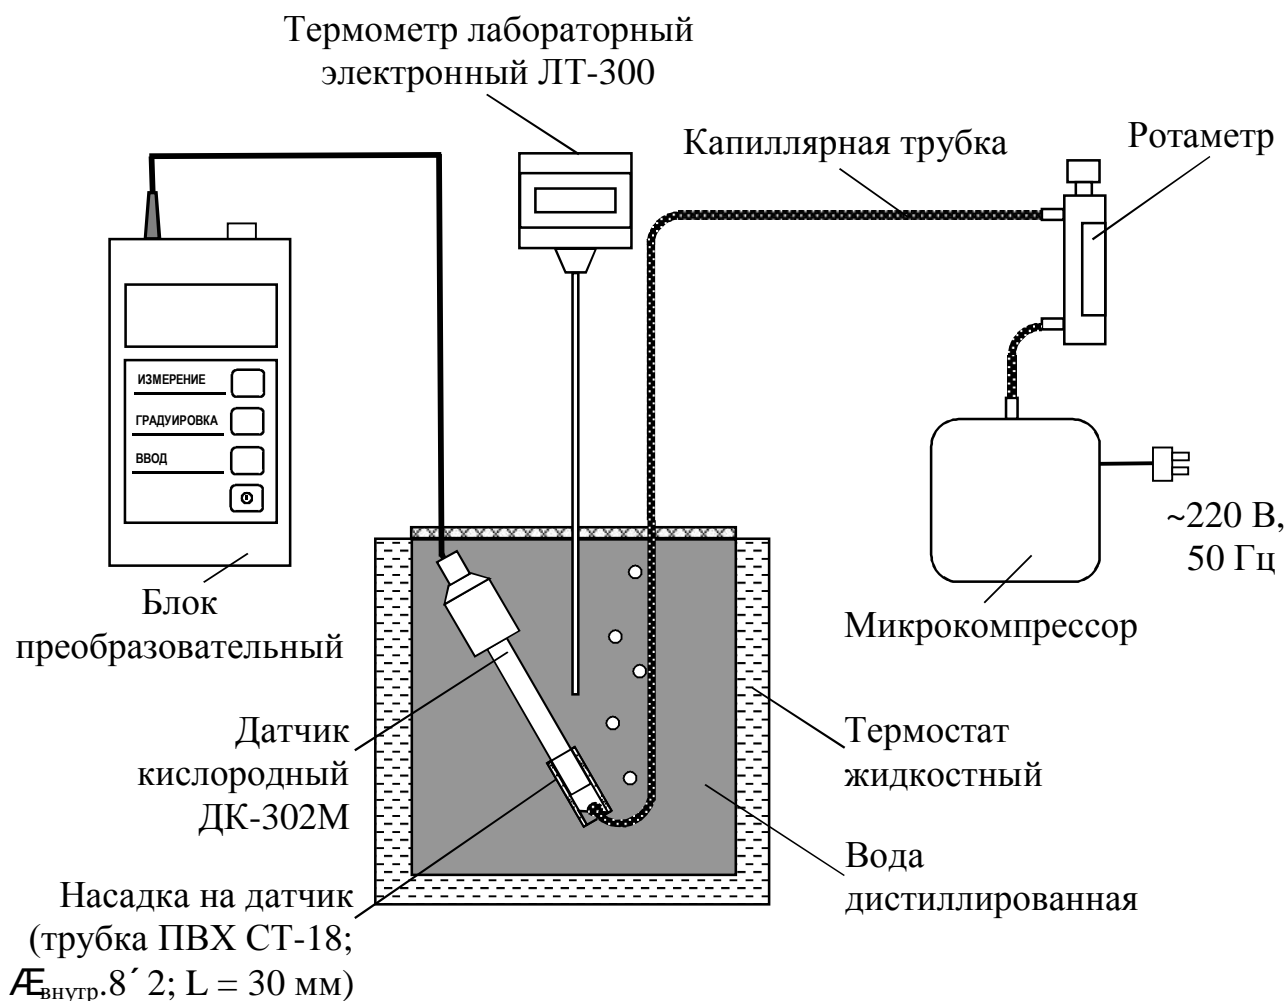 Термометр лабораторный
электронный ЛТ-300
Капиллярная трубка
Ротаметр
ИЗМЕРЕНИЕ
ГРАДУИРОВКА
ВВОД
~220 В,
50 Гц
Блок
преобразовательный
Микрокомпрессор
Датчик
кислородный
ДК-302М
Термостат
жидкостный
Вода
дистиллированная
Насадка на датчик
(трубка ПВХ СТ-18;
Æвнутр.8´ 2; L = 30 мм)